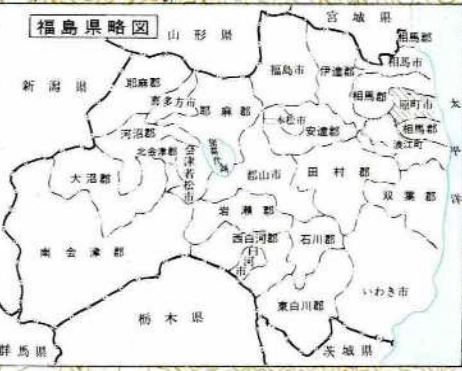 福島県略図
宮城県
山形県
新潟県
相馬郡
相馬市
福島市
伊達郡
耶麻郡
喜多方市
耶麻郡
相馬郡
原町市
太平洋
二本松市
安達郡
相馬郡
浪江町
河沼郡
北会津郡
会津若松市
猪苗代湖
大沼郡
郡山市
田村郡
双葉郡
岩瀬郡
南会津郡
西白河郡
白河市
石川郡
いわき市
東白川郡
栃木県
群馬県
茨城県